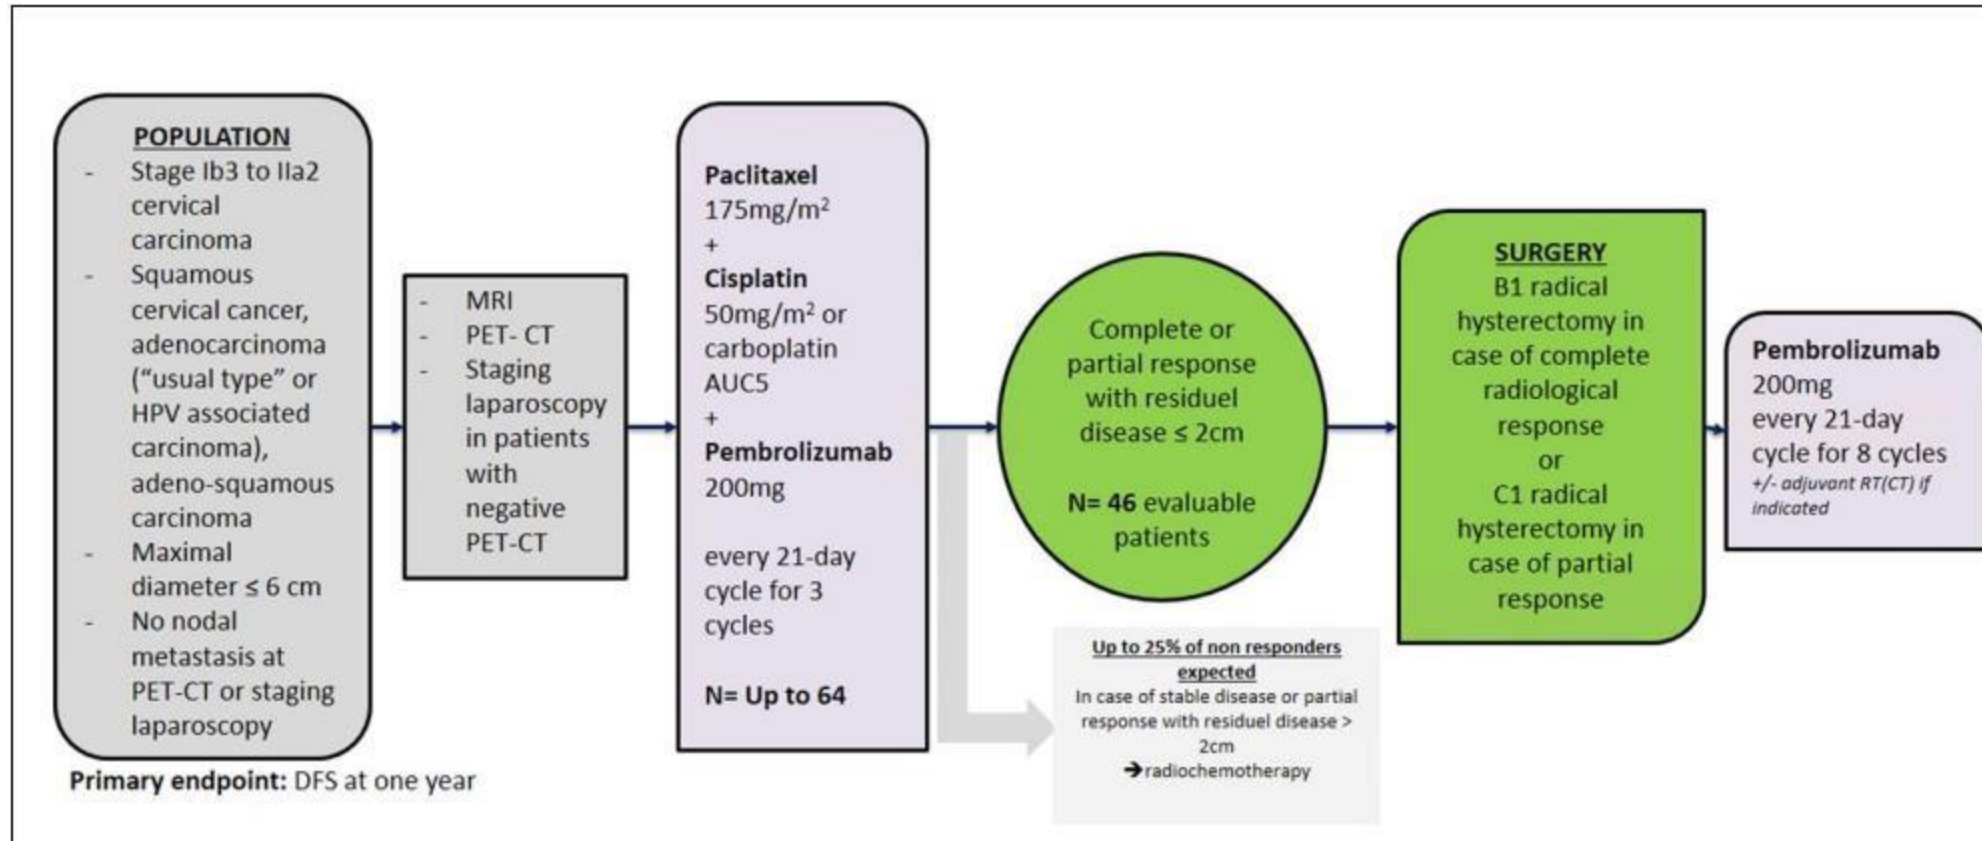 POPULATION
- Stage Ib3 to IIa2
cervical
carcinoma
- Squamous
cervical cancer,
adenocarcinoma
(“usual type” or
HPV associated
carcinoma),
adeno-squamous
carcinoma
- Maximal
diameter ≤ 6 cm
- No nodal
metastasis at
PET-CT or staging
laparoscopy
Primary endpoint: DFS at one year
- MRI
- PET- CT
- Staging
laparoscopy
in patients
with
negative
PET-CT
Paclitaxel
175mg/m²
+
Cisplatin
50mg/m² or
carboplatin
AUC5
+
Pembrolizumab
200mg
every 21-day
cycle for 3
cycles
N= Up to 64
Complete or
partial response
with residuel
disease ≤ 2cm
N= 46 evaluable
patients
Up to 25% of non responders
expected
In case of stable disease or partial
response with residuel disease >
2cm
➔radiochemotherapy
SURGERY
B1 radical
hysterectomy in
case of complete
radiological
response
or
C1 radical
hysterectomy in
case of partial
response
Pembrolizumab
200mg
every 21-day
cycle for 8 cycles
+/- adjuvant RT(CT) if
indicated